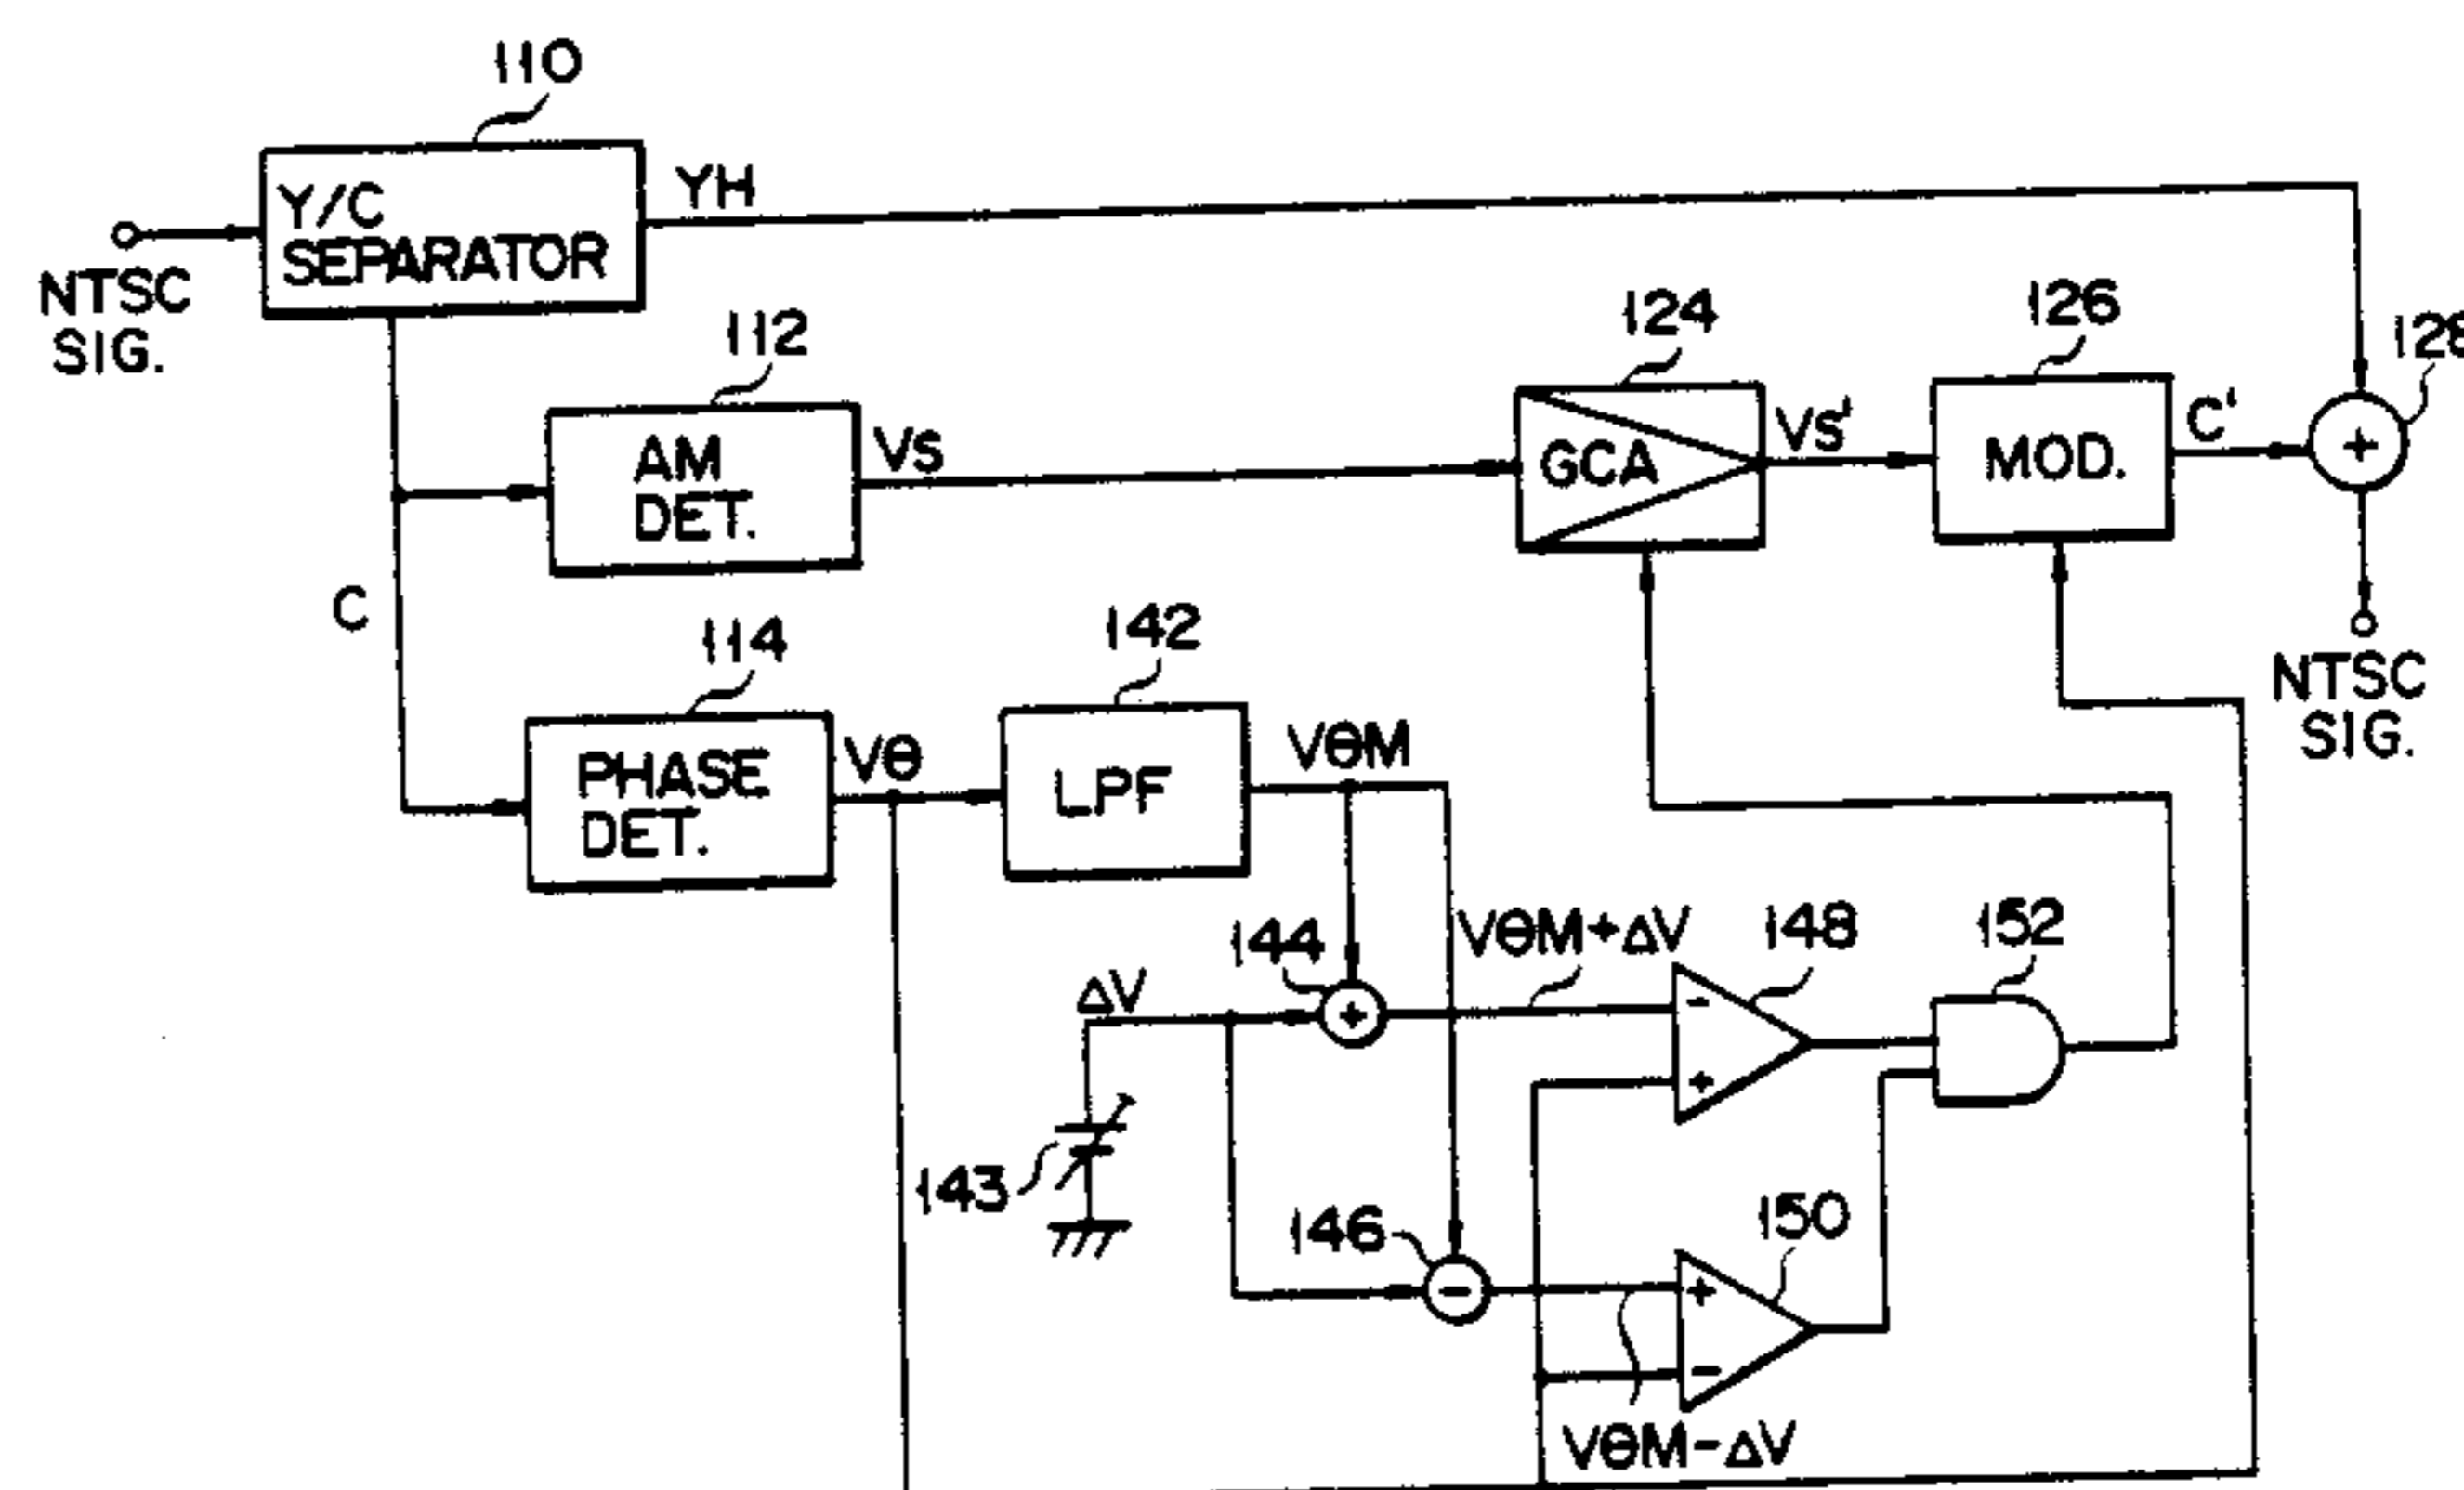 110
Y/C
SEPARATOR
YH
NTSC
SIG.
112
AM
DET.
VS
124
GCA
VS'
126
MOD.
C'
128
+
NTSC
SIG.
C
114
PHASE
DET.
Vθ
142
LPF
VθM
144
+
ΔV
VθM+ΔV
148
-
+
152
143
146
-
150
+
-
VθM-ΔV